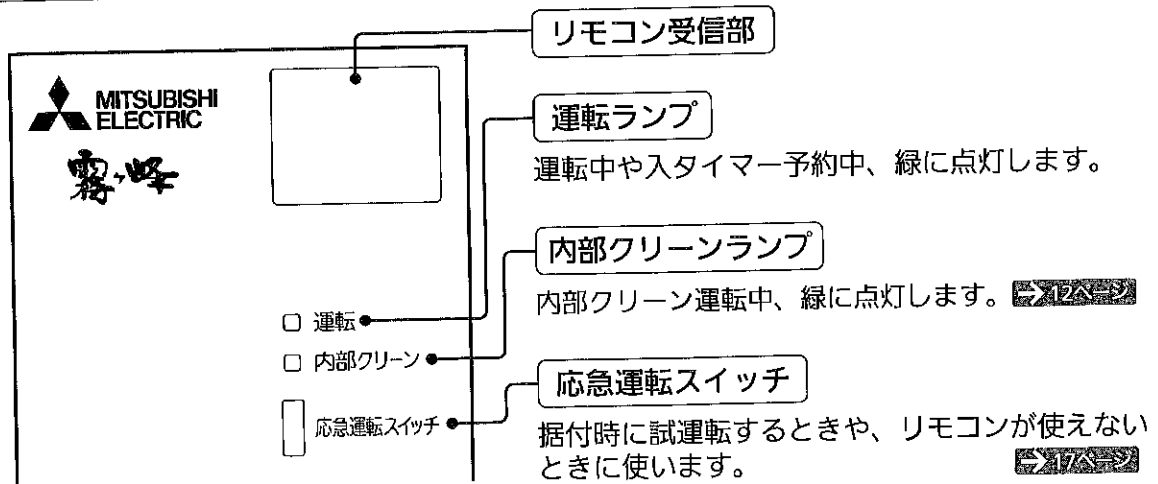 リモコン受信部
MITSUBISHI
ELECTRIC
霧ヶ峰
運転ランプ
運転中や入タイマー予約中、緑に点灯します。
内部クリーンランプ
内部クリーン運転中、緑に点灯します。→12ページ
運転
内部クリーン
応急運転スイッチ
応急運転スイッチ
据付時に試運転するときや、リモコンが使えない
ときに使います。 →17ページ